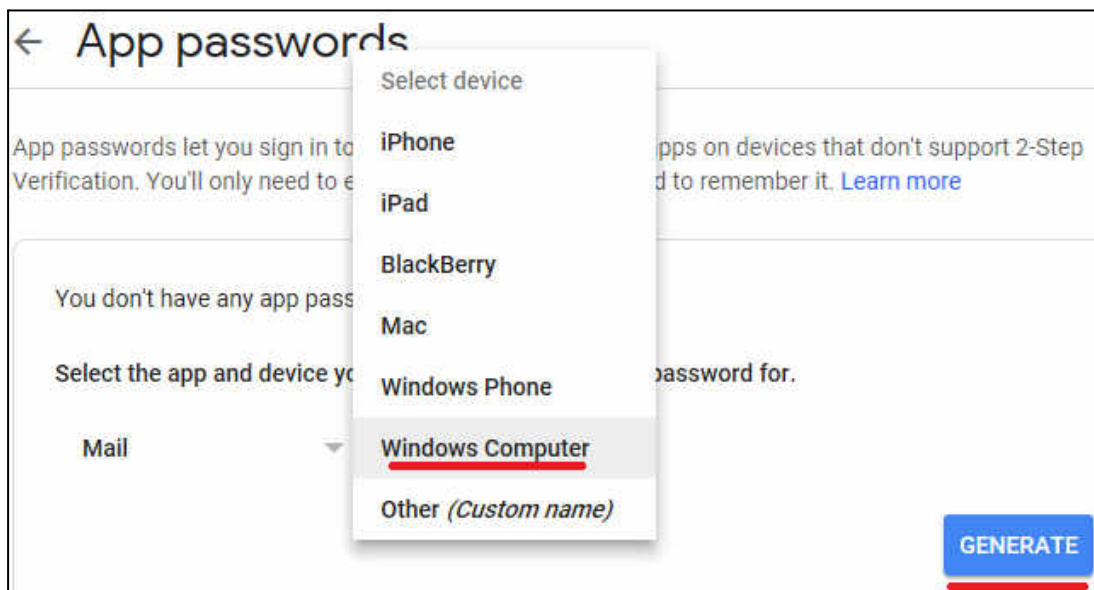 App passwords
Select device
App passwords let you sign in to
pps on devices that don't support 2-Step
iPhone
Verification. You'll only need to e
d to remember it. Learn more
iPad
BlackBerry
You don't have any app pass
Mac
Select the app and device yo
password for.
Windows Phone
Mail
Windows Computer
Other (Custom name)
GENERATE